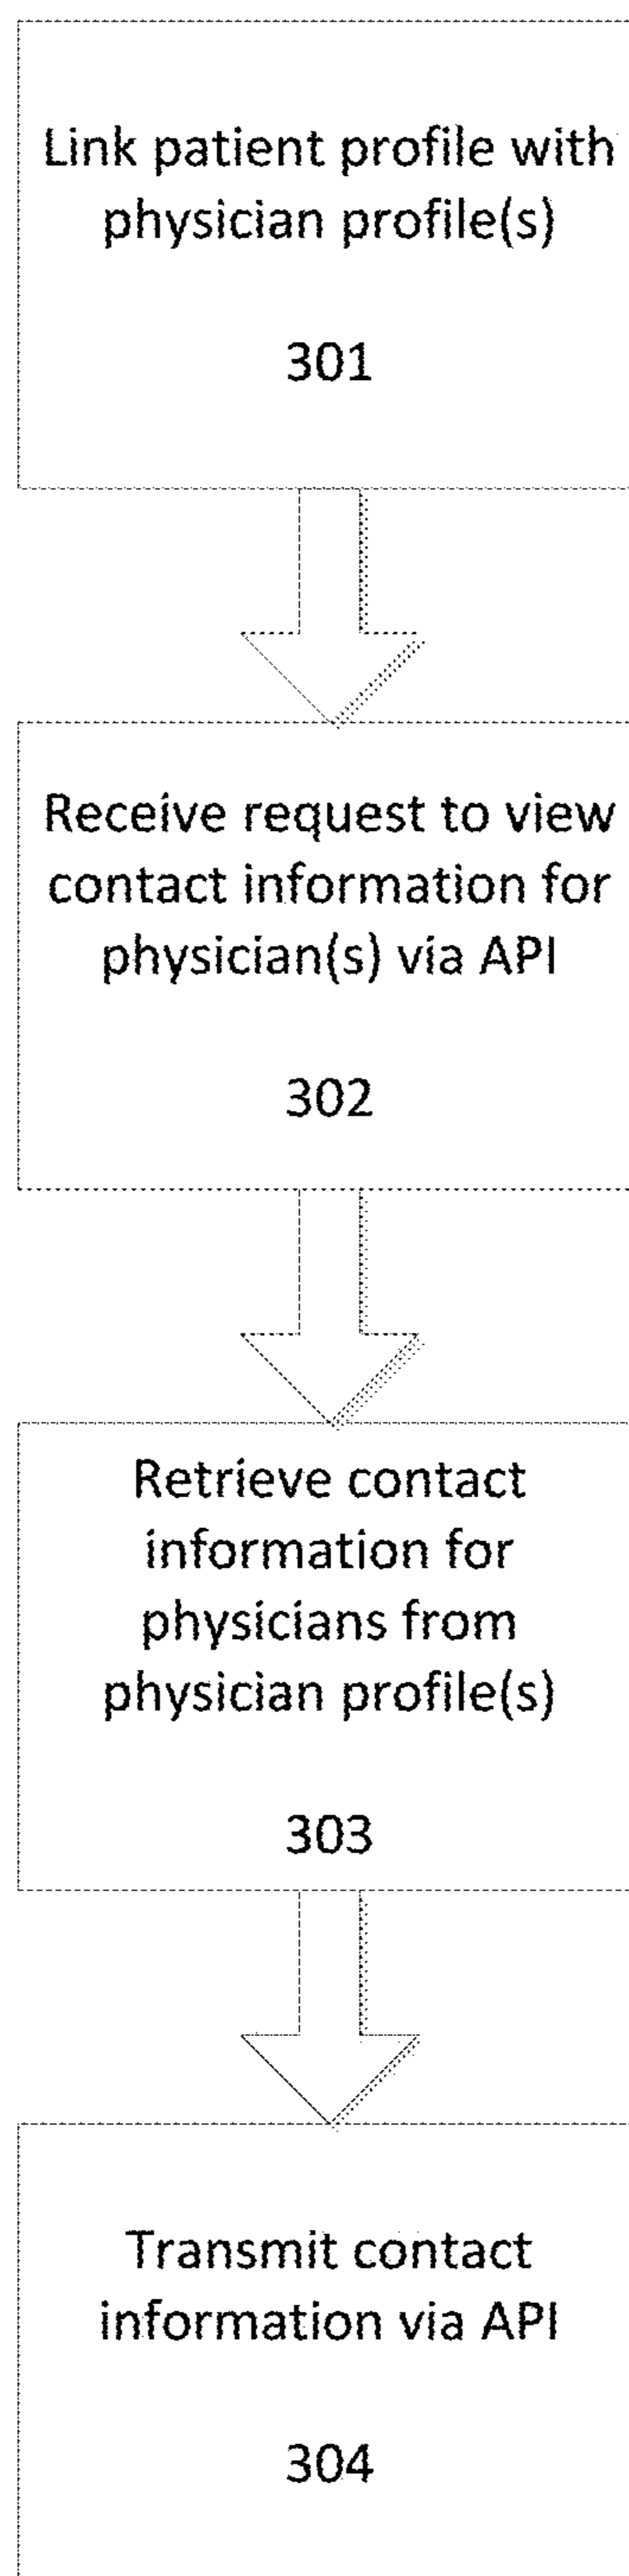 Link patient profile with
physician profile(s)
301
Receive request to view
contact information for
physician(s) via API
302
Retrieve contact
information for
physicians from
physician profile(s)
303
Transmit contact
information via API
304